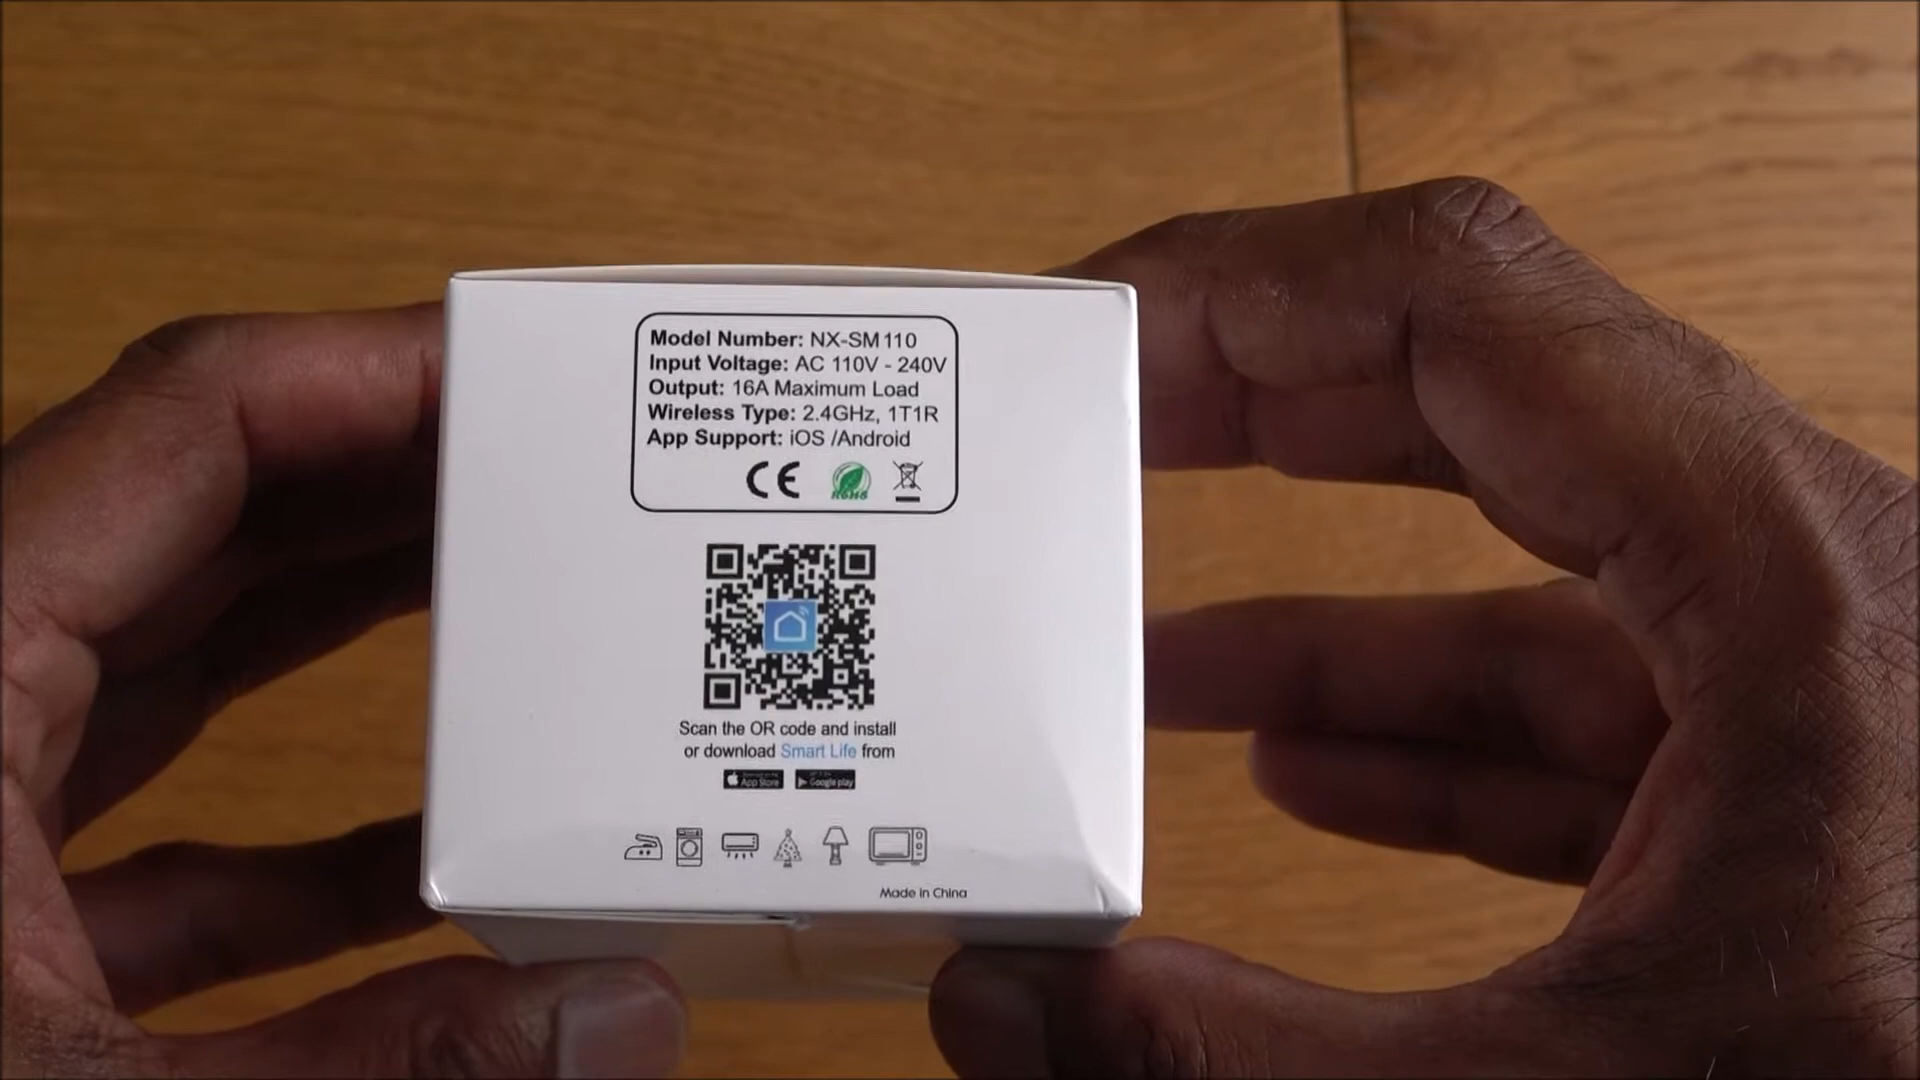 Model Number: NX-SM110
Input Voltage: AC 110V - 240V
Output: 16A Maximum Load
Wireless Type: 2.4GHz, 1T1R
App Support: iOS /Android
CE RoHS
Scan the OR code and install
or download Smart Life from
App Store Google play
Made in China